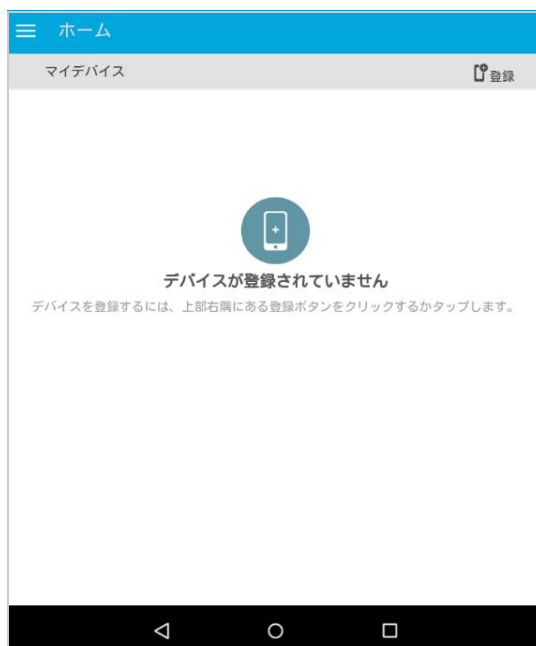 ホーム
マイデバイス
登録
デバイスが登録されていません
デバイスを登録するには、上部右隅にある登録ボタンをクリックするかタップします。